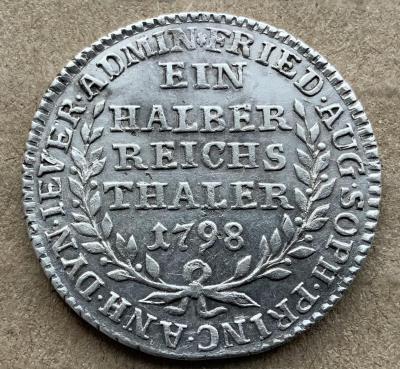 EIN
HALBER
REICHS
THALER
1798
FRIED·AUG·SOPH·PRINC·ANH·DYN·IEVER·ADMIN·